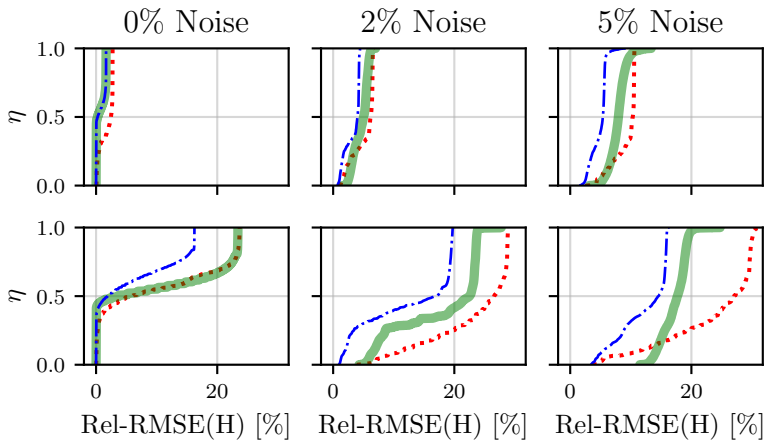 0% Noise 2% Noise 5% Noise
1.0
η 0.5
0.0
1.0
η 0.5
0.0
0 20 0 20 0 20
Rel-RMSE(H) [%] Rel-RMSE(H) [%] Rel-RMSE(H) [%]